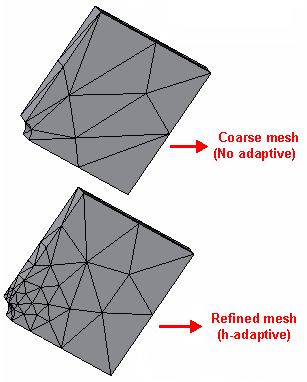 Coarse mesh
(No adaptive)
Refined mesh
(h-adaptive)